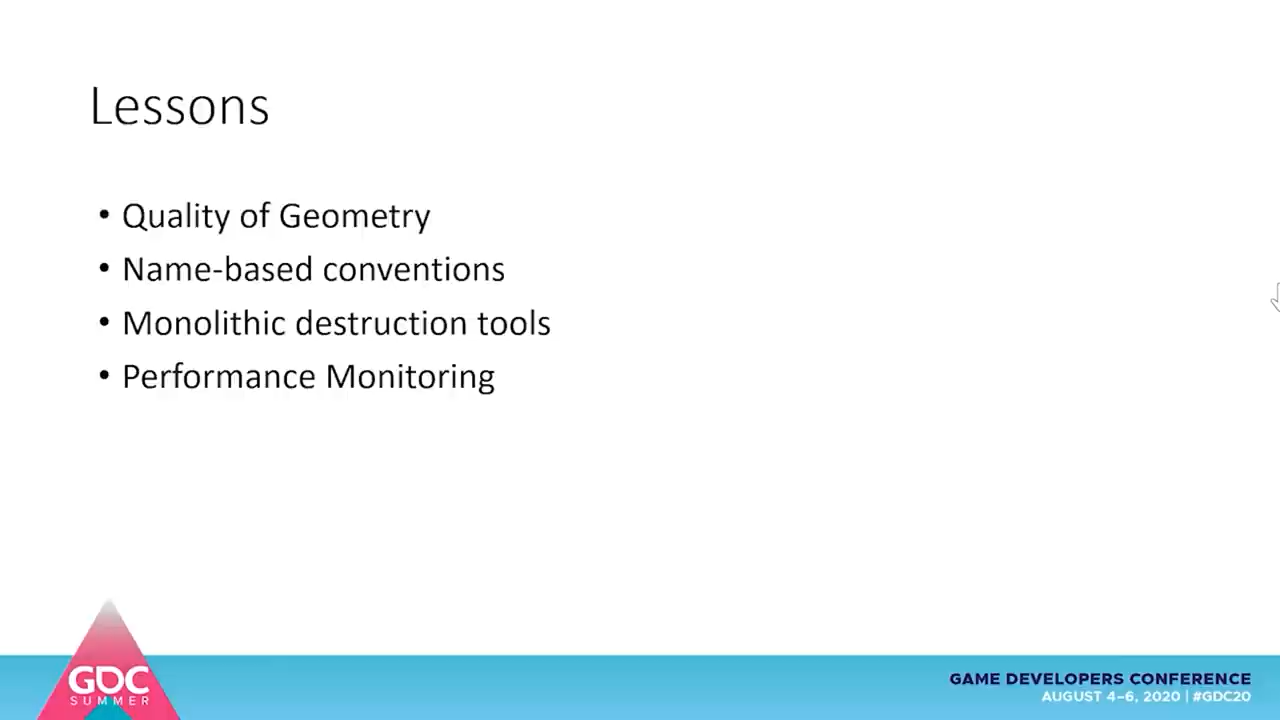 Lessons
• Quality of Geometry
• Name-based conventions
• Monolithic destruction tools
• Performance Monitoring
GDC
SUMMER
GAME DEVELOPERS CONFERENCE
AUGUST 4–6, 2020 | #GDC20